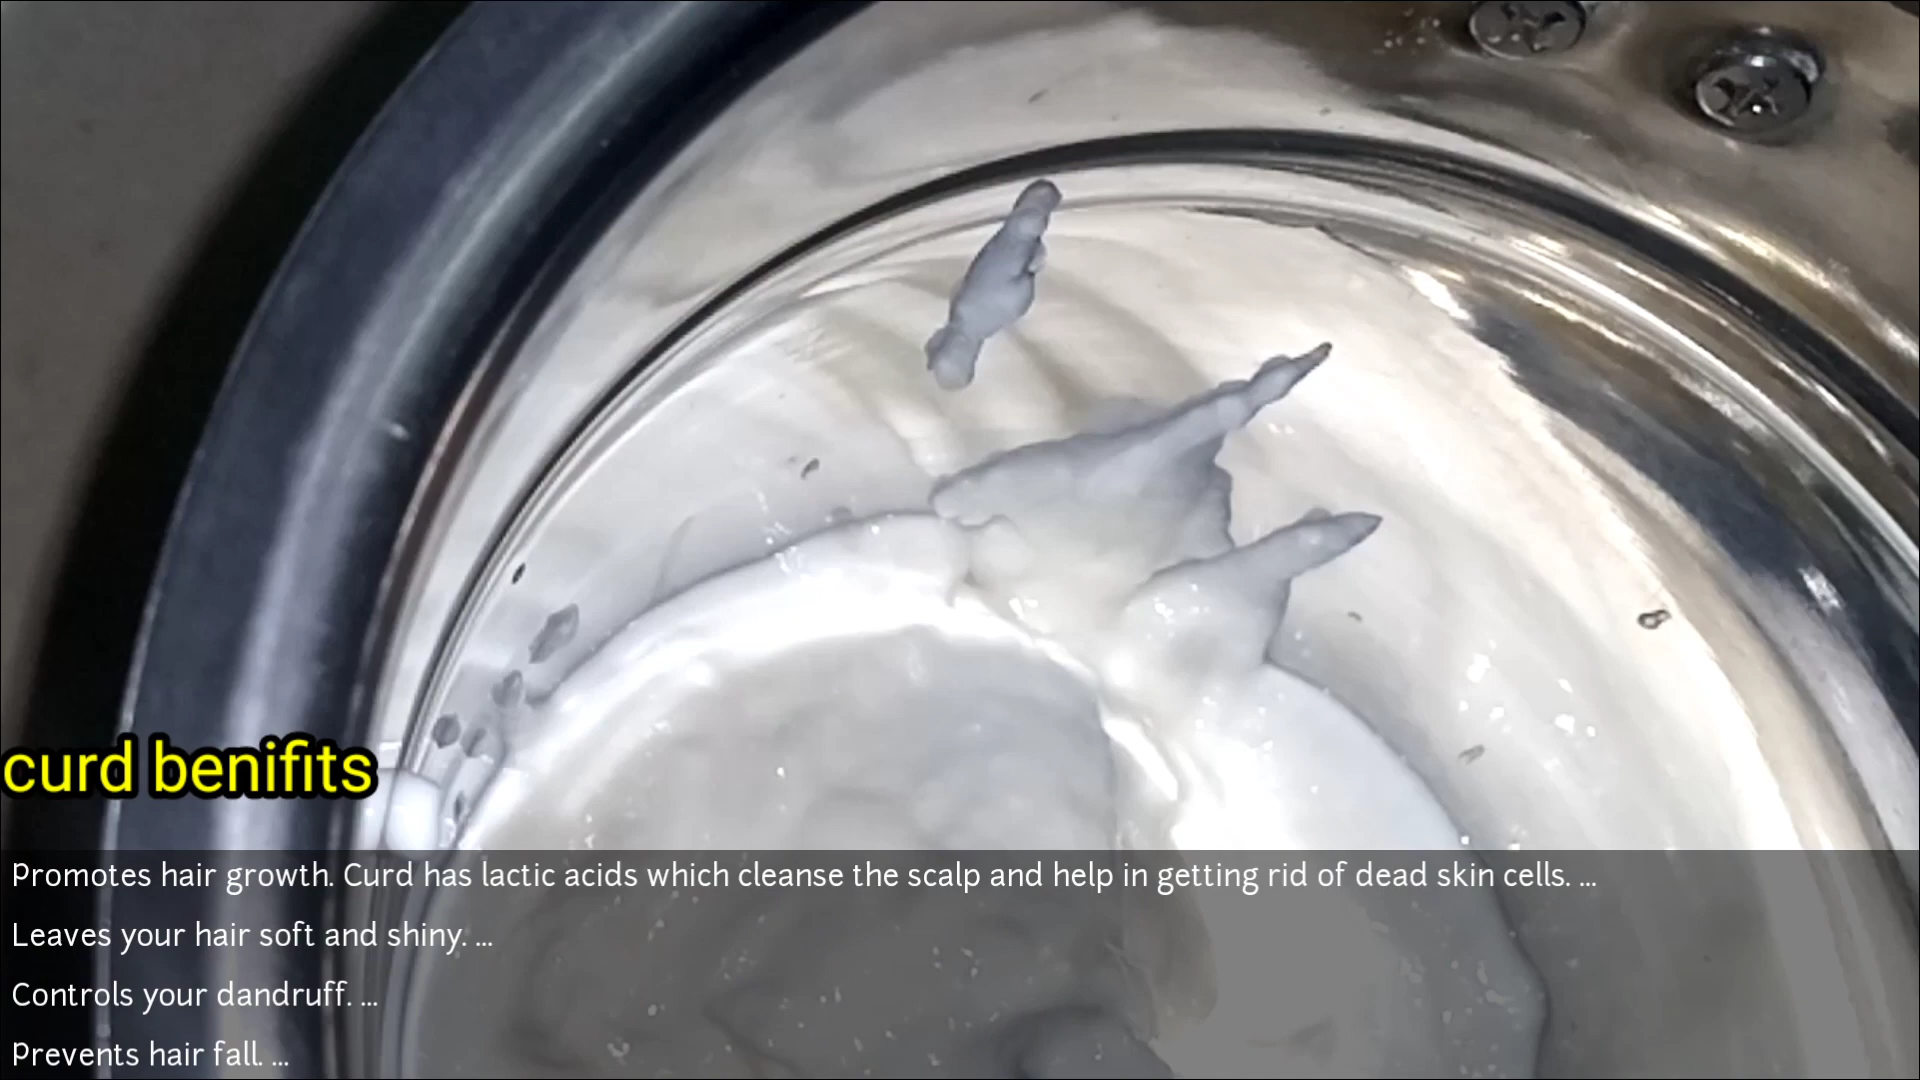 curd benifits
Promotes hair growth. Curd has lactic acids which cleanse the scalp and help in getting rid of dead skin cells. ...
Leaves your hair soft and shiny. ...
Controls your dandruff. ...
Prevents hair fall. ...